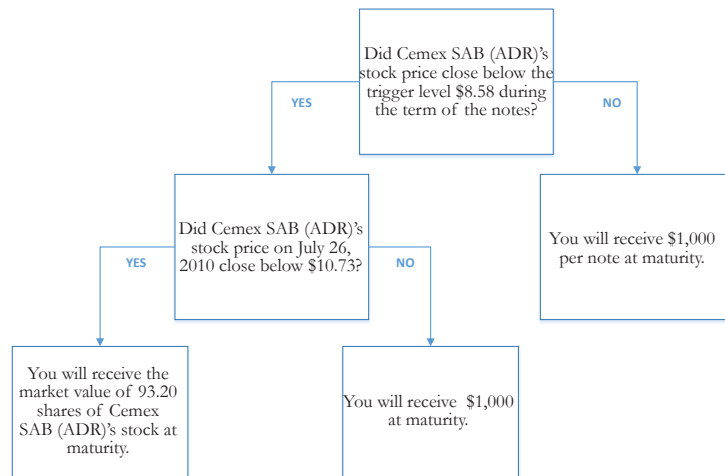 Did Cemex SAB (ADR)'s
stock price close below the
trigger level $8.58 during
the term of the notes?
YES
NO
Did Cemex SAB (ADR)'s
stock price on July 26,
2010 close below $10.73?
You will receive $1,000
per note at maturity.
YES
NO
You will receive the
market value of 93.20
shares of Cemex
SAB (ADR)'s stock at
maturity.
You will receive $1,000
at maturity.